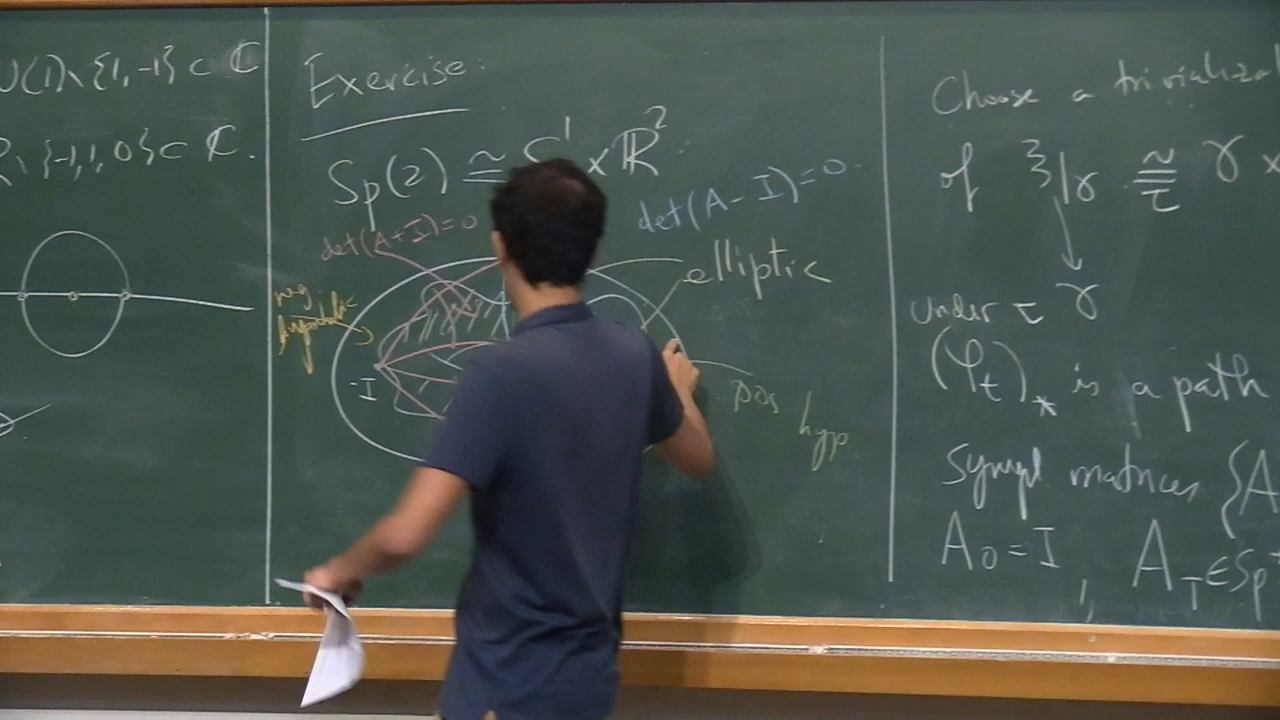 U(1)\{1,-1}⊂ ℂ
\{-1,1,0}⊂ ℂ.
Exercise:
Sp(2) ≅ S¹ × ℝ²
det(A+I)=0
det(A-I)=0
elliptic
neg
hyperbolic
-I
pos
hyp
Choose a trivializa
of ξ|γ ≅τ γ ×
γ
under τ
(φt)* is a path
Sympl matrices {A
A0=I, AT∈Sp